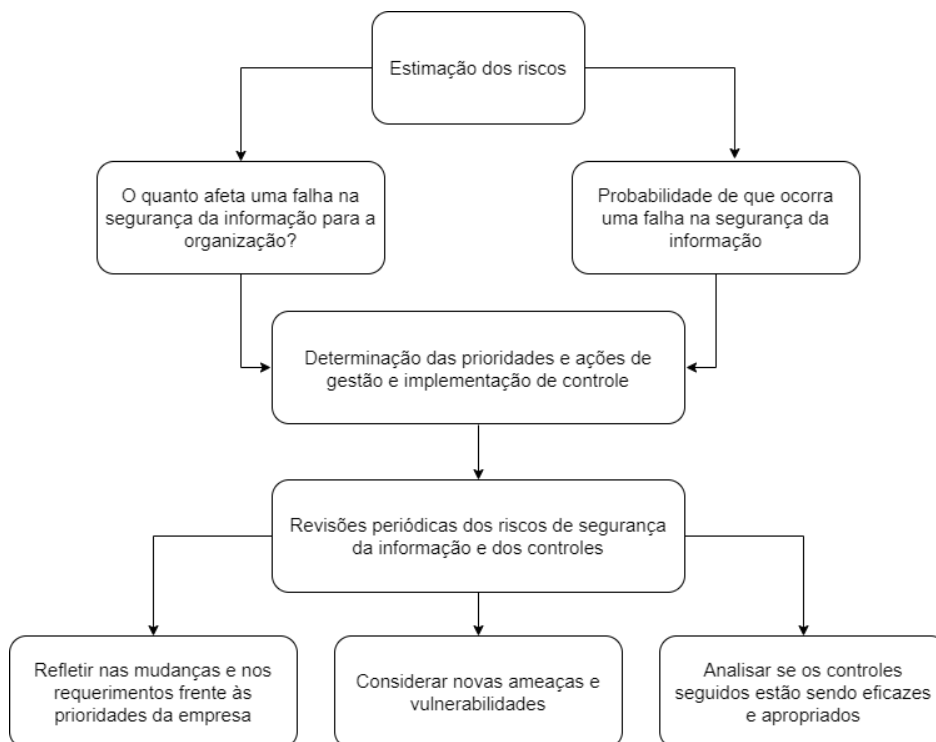 Estimação dos riscos
O quanto afeta uma falha na
segurança da informação para a
organização?
Probabilidade de que ocorra
uma falha na segurança da
informação
Determinação das prioridades e ações de
gestão e implementação de controle
Revisões periódicas dos riscos de segurança
da informação e dos controles
Refletir nas mudanças e nos
requerimentos frente às
prioridades da empresa
Considerar novas ameaças e
vulnerabilidades
Analisar se os controles
seguidos estão sendo eficazes
e apropriados